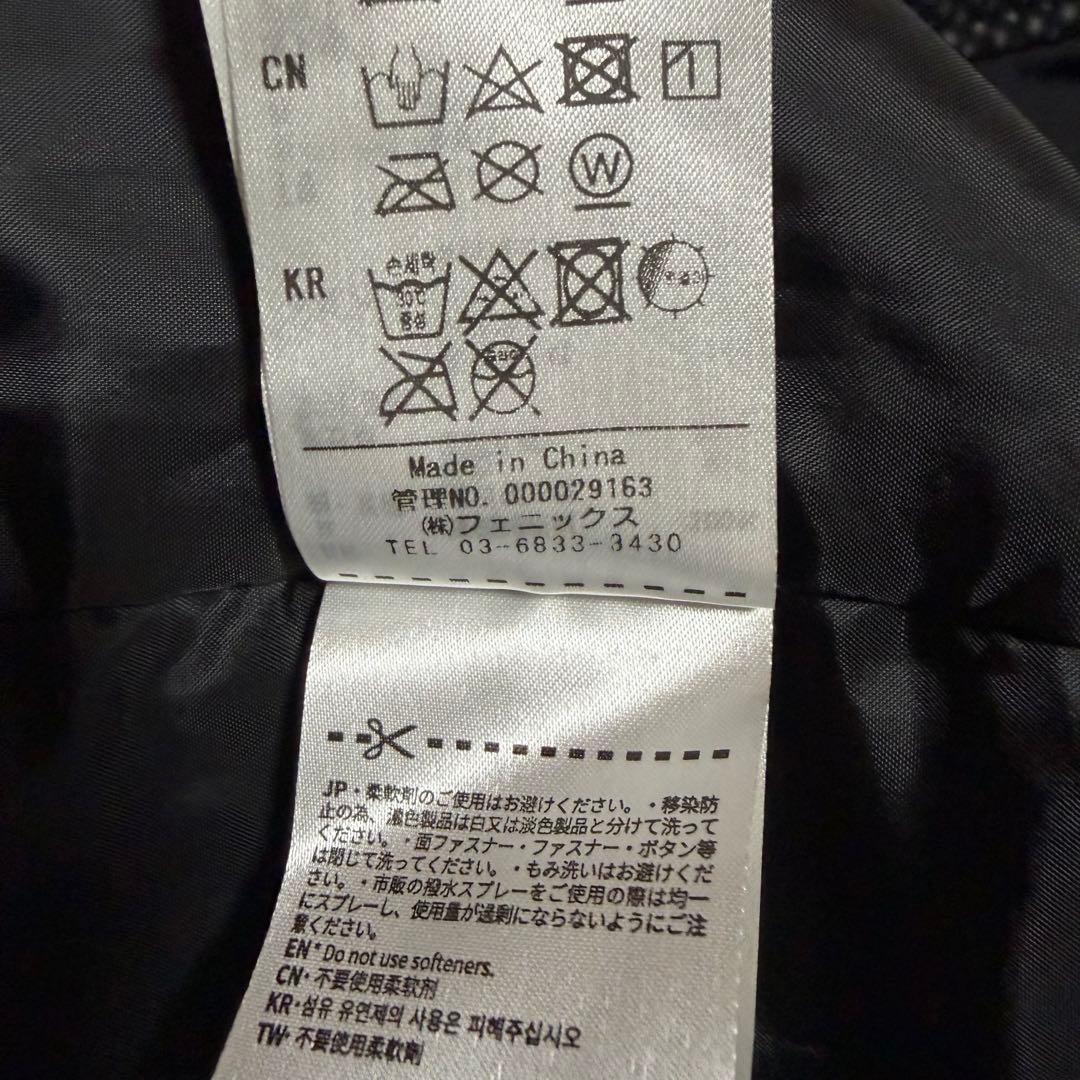 CN
W
KR
손세탁
30℃
중성
Made in China
管理NO. 000029163
(株)フェニックス
TEL 03-6833-3430
JP・柔軟剤のご使用はお避けください。・移染防
止の為、濃色製品は白又は淡色製品と分けて洗って
ください。・面ファスナー・ファスナー・ボタン等
は閉じて洗ってください。・もみ洗いはお避けくだ
さい。・市販の撥水スプレーをご使用の際は均一
にスプレーし、使用量が過剰にならないようにご注
意ください。
EN* Do not use softeners.
CN・不要使用柔软剂
KR・섬유 유연제의 사용은 피해주십시오
TW・不要使用柔軟劑